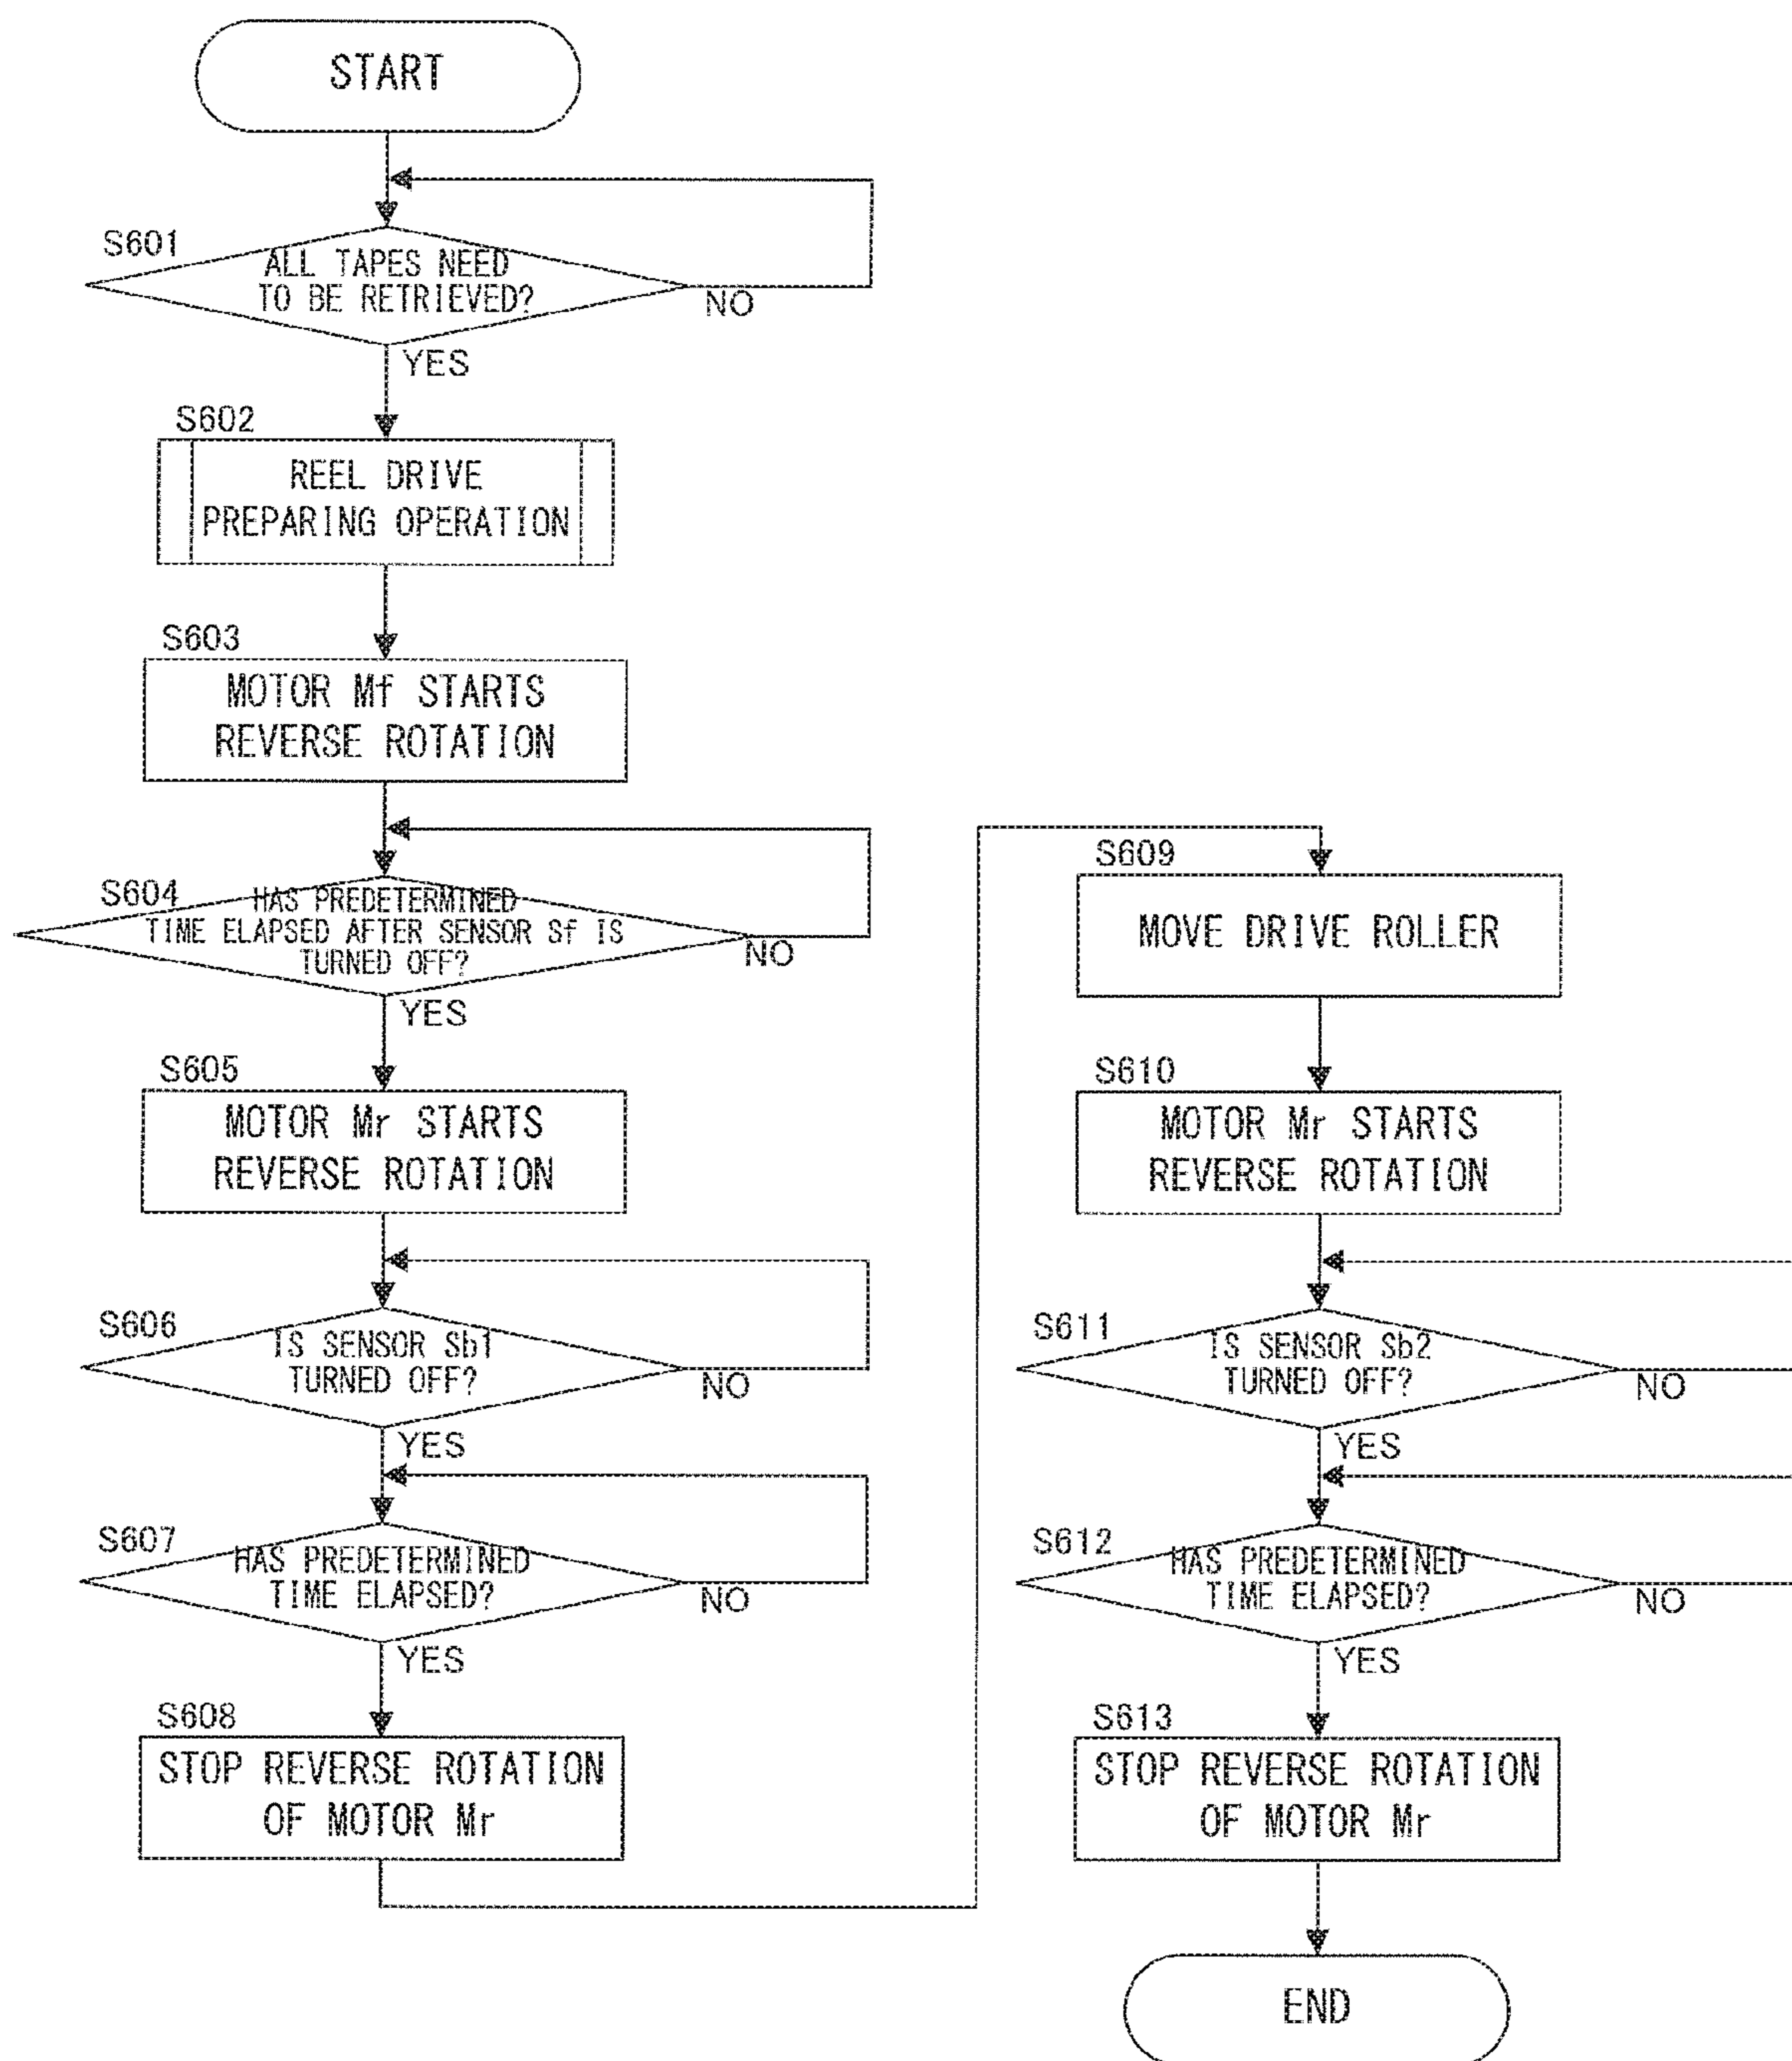 START
S601
ALL TAPES NEED
TO BE RETRIEVED?
NO
YES
S602
REEL DRIVE
PREPARING OPERATION
S603
MOTOR Mf STARTS
REVERSE ROTATION
S604
HAS PREDETERMINED
TIME ELAPSED AFTER SENSOR Sf IS
TURNED OFF?
NO
YES
S605
MOTOR Mr STARTS
REVERSE ROTATION
S606
IS SENSOR Sb1
TURNED OFF?
NO
YES
S607
HAS PREDETERMINED
TIME ELAPSED?
NO
YES
S608
STOP REVERSE ROTATION
OF MOTOR Mr
S609
MOVE DRIVE ROLLER
S610
MOTOR Mr STARTS
REVERSE ROTATION
S611
IS SENSOR Sb2
TURNED OFF?
NO
YES
S612
HAS PREDETERMINED
TIME ELAPSED?
NO
YES
S613
STOP REVERSE ROTATION
OF MOTOR Mr
END